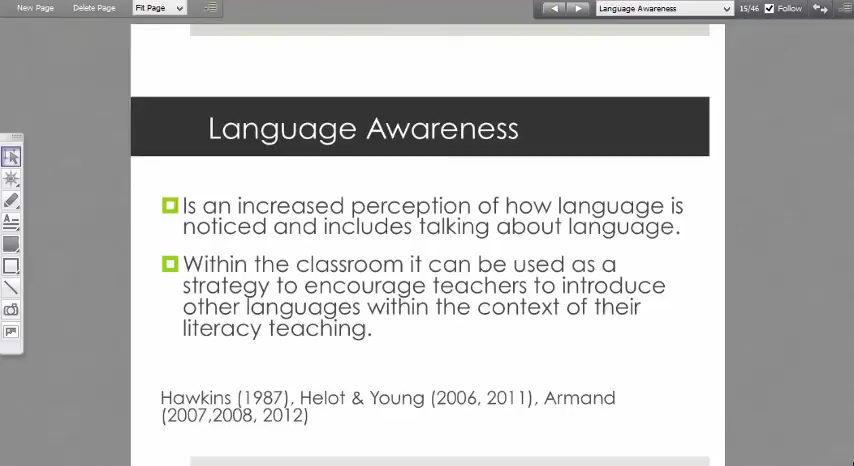 New Page Delete Page Fit Page Language Awareness 15/46 Follow
Language Awareness
Is an increased perception of how language is
noticed and includes talking about language.
Within the classroom it can be used as a
strategy to encourage teachers to introduce
other languages within the context of their
literacy teaching.
Hawkins (1987), Helot & Young (2006, 2011), Armand
(2007,2008, 2012)